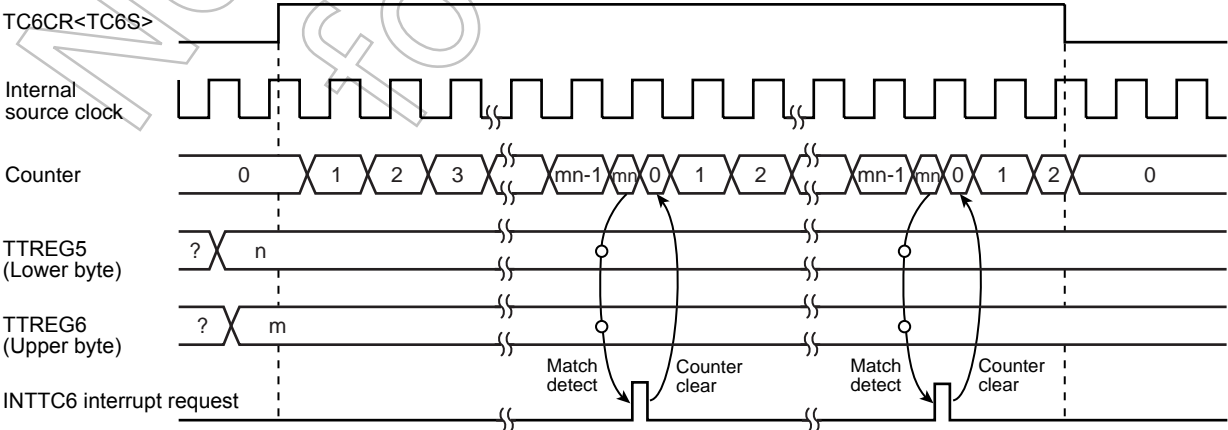 TC6CR<TC6S>
Internal
source clock
Counter
0 1 2 3 mn-1 mn 0 1 2 mn-1 mn 0 1 2 0
TTREG5
(Lower byte)
? n
TTREG6
(Upper byte)
? m
Match
detect
Counter
clear
Match
detect
Counter
clear
INTTC6 interrupt request